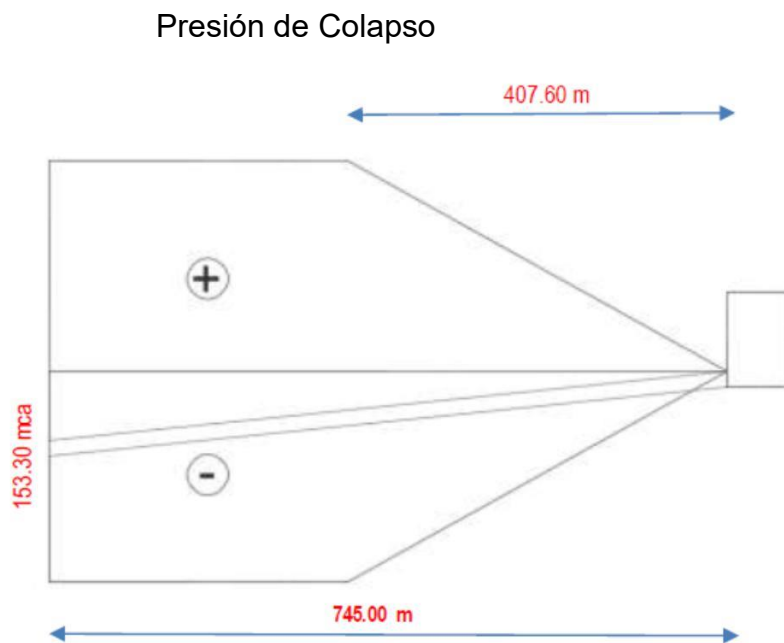 Presión de Colapso
407.60 m
+
153.30 mca
-
745.00 m